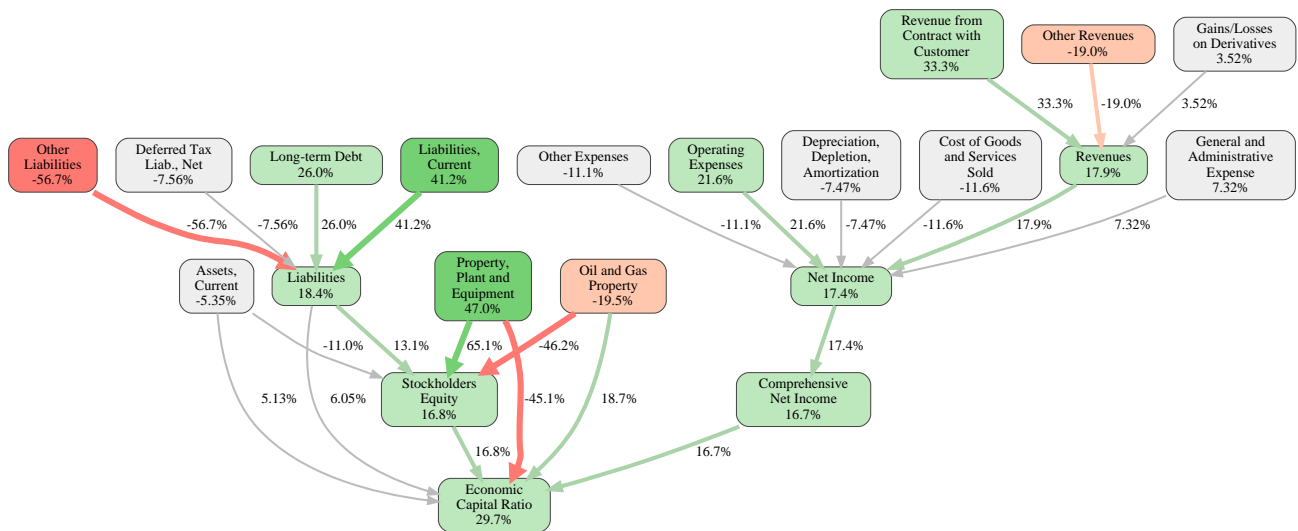 Revenue from
Contract with
Customer
33.3%
Other Revenues
-19.0%
Gains/Losses
on Derivatives
3.52%
33.3%
-19.0%
3.52%
Other
Liabilities
-56.7%
Deferred Tax
Liab., Net
-7.56%
Long-term Debt
26.0%
Liabilities,
Current
41.2%
Other Expenses
-11.1%
Operating
Expenses
21.6%
Depreciation,
Depletion,
Amortization
-7.47%
Cost of Goods
and Services
Sold
-11.6%
Revenues
17.9%
General and
Administrative
Expense
7.32%
-56.7%
-7.56%
26.0%
41.2%
-11.1%
21.6%
-7.47%
-11.6%
17.9%
7.32%
Assets,
Current
-5.35%
Liabilities
18.4%
Property,
Plant and
Equipment
47.0%
Oil and Gas
Property
-19.5%
Net Income
17.4%
-11.0%
13.1%
65.1%
-46.2%
17.4%
5.13%
6.05%
Stockholders
Equity
16.8%
-45.1%
18.7%
Comprehensive
Net Income
16.7%
16.8%
16.7%
Economic
Capital Ratio
29.7%